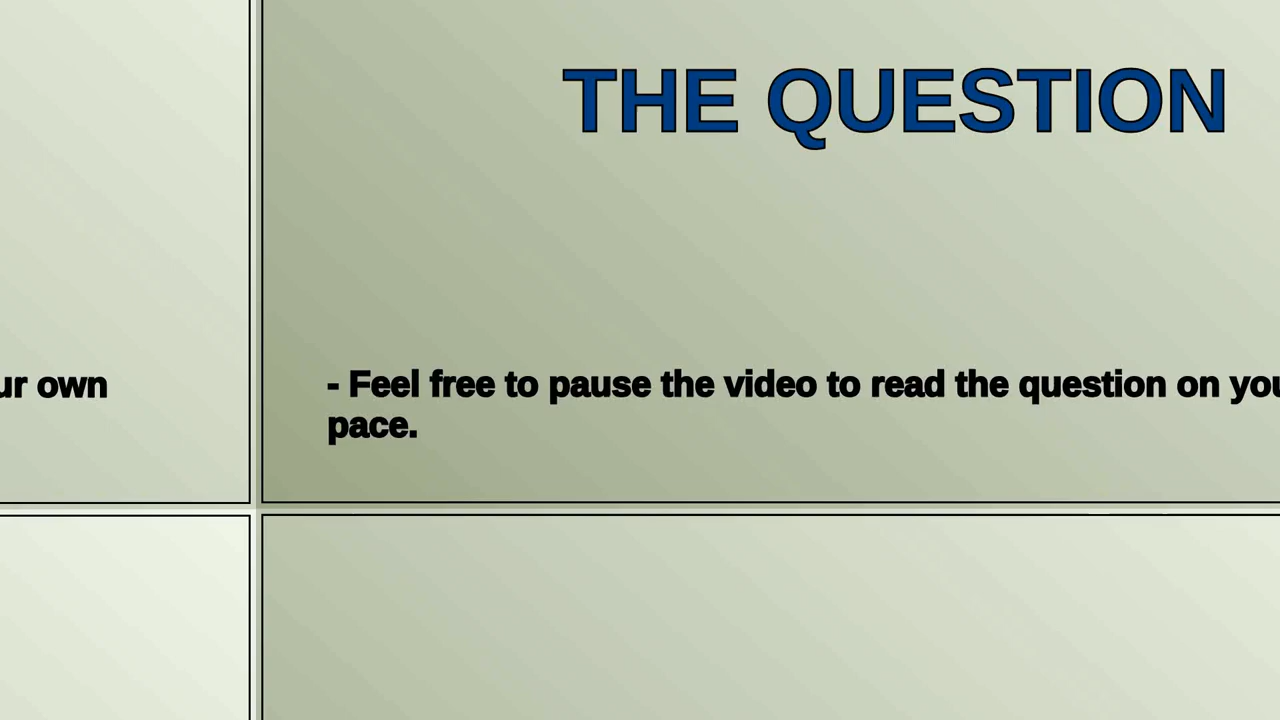 THE QUESTION
ur own
- Feel free to pause the video to read the question on you
pace.